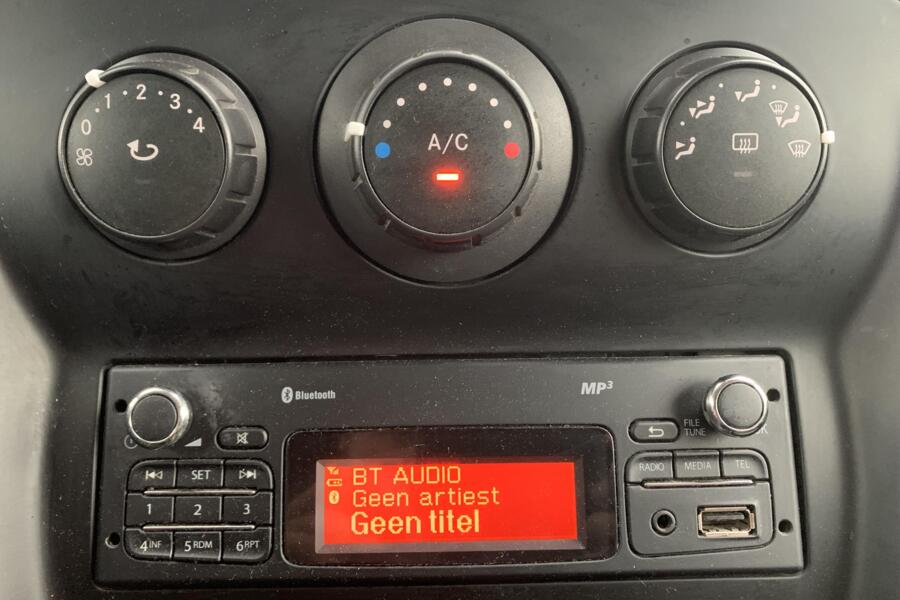 0 1 2 3 4
A/C
Bluetooth
MP3
FILE
TUNE
SET
RADIO MEDIA TEL
1 2 3
4INF 5RDM 6RPT
BT AUDIO
Geen artiest
Geen titel